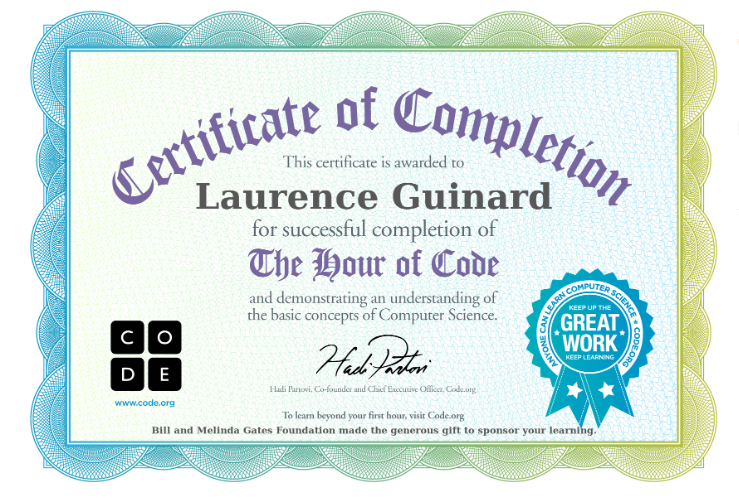 Certificate of Completion
This certificate is awarded to
Laurence Guinard
for successful completion of
The Hour of Code
and demonstrating an understanding of
the basic concepts of Computer Science.
C O
D E
www.code.org
Hadi Partovi
Hadi Partovi, Co-founder and Chief Executive Officer, Code.org
ANYONE CAN LEARN COMPUTER SCIENCE • CODE.ORG
KEEP UP THE
GREAT
WORK
KEEP LEARNING
To learn beyond your first hour, visit Code.org
Bill and Melinda Gates Foundation made the generous gift to sponsor your learning.